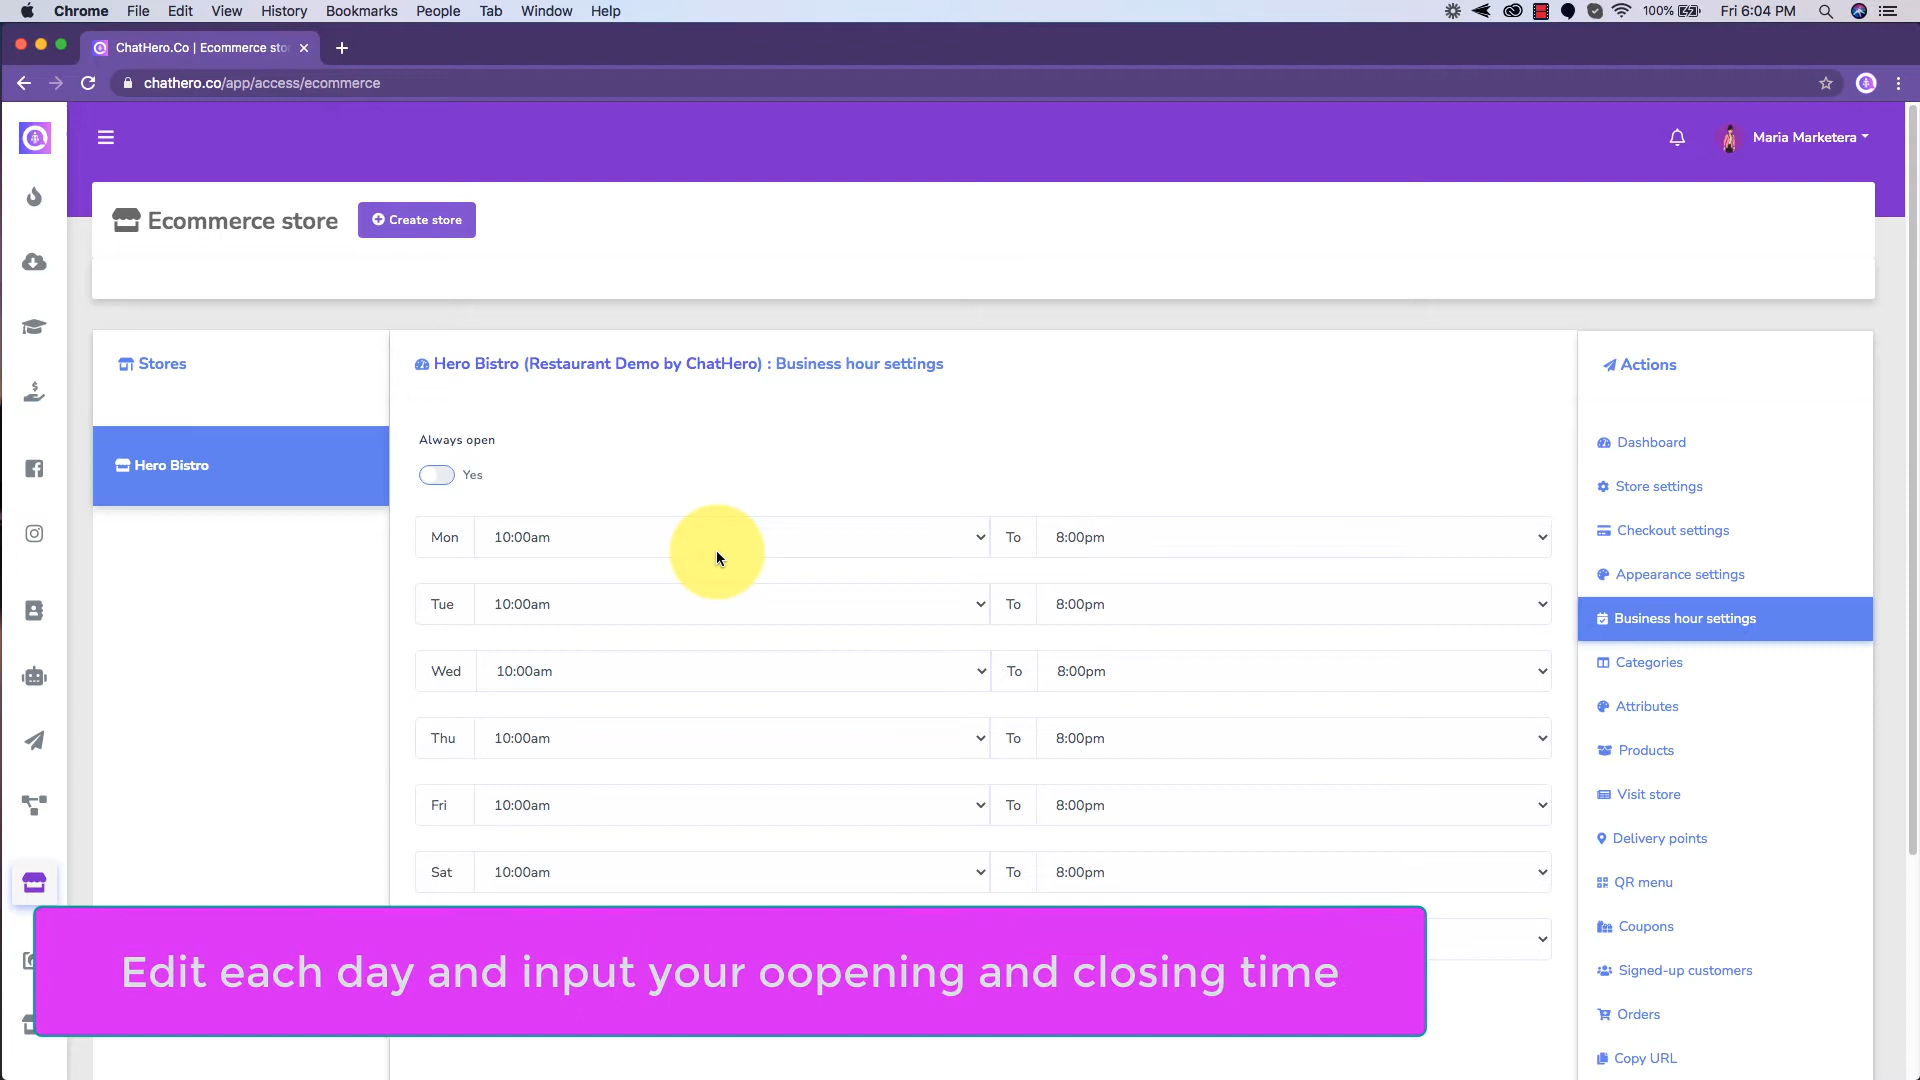 Chrome File Edit View History Bookmarks People Tab Window Help
100% Fri 6:04 PM
ChatHero.Co | Ecommerce sto
chathero.co/app/access/ecommerce
Maria Marketera
Ecommerce store
Create store
Stores
Hero Bistro
Hero Bistro (Restaurant Demo by ChatHero) : Business hour settings
Always open
Yes
Mon 10:00am To 8:00pm
Tue 10:00am To 8:00pm
Wed 10:00am To 8:00pm
Thu 10:00am To 8:00pm
Fri 10:00am To 8:00pm
Sat 10:00am To 8:00pm
Edit each day and input your oopening and closing time
Actions
Dashboard
Store settings
Checkout settings
Appearance settings
Business hour settings
Categories
Attributes
Products
Visit store
Delivery points
QR menu
Coupons
Signed-up customers
Orders
Copy URL